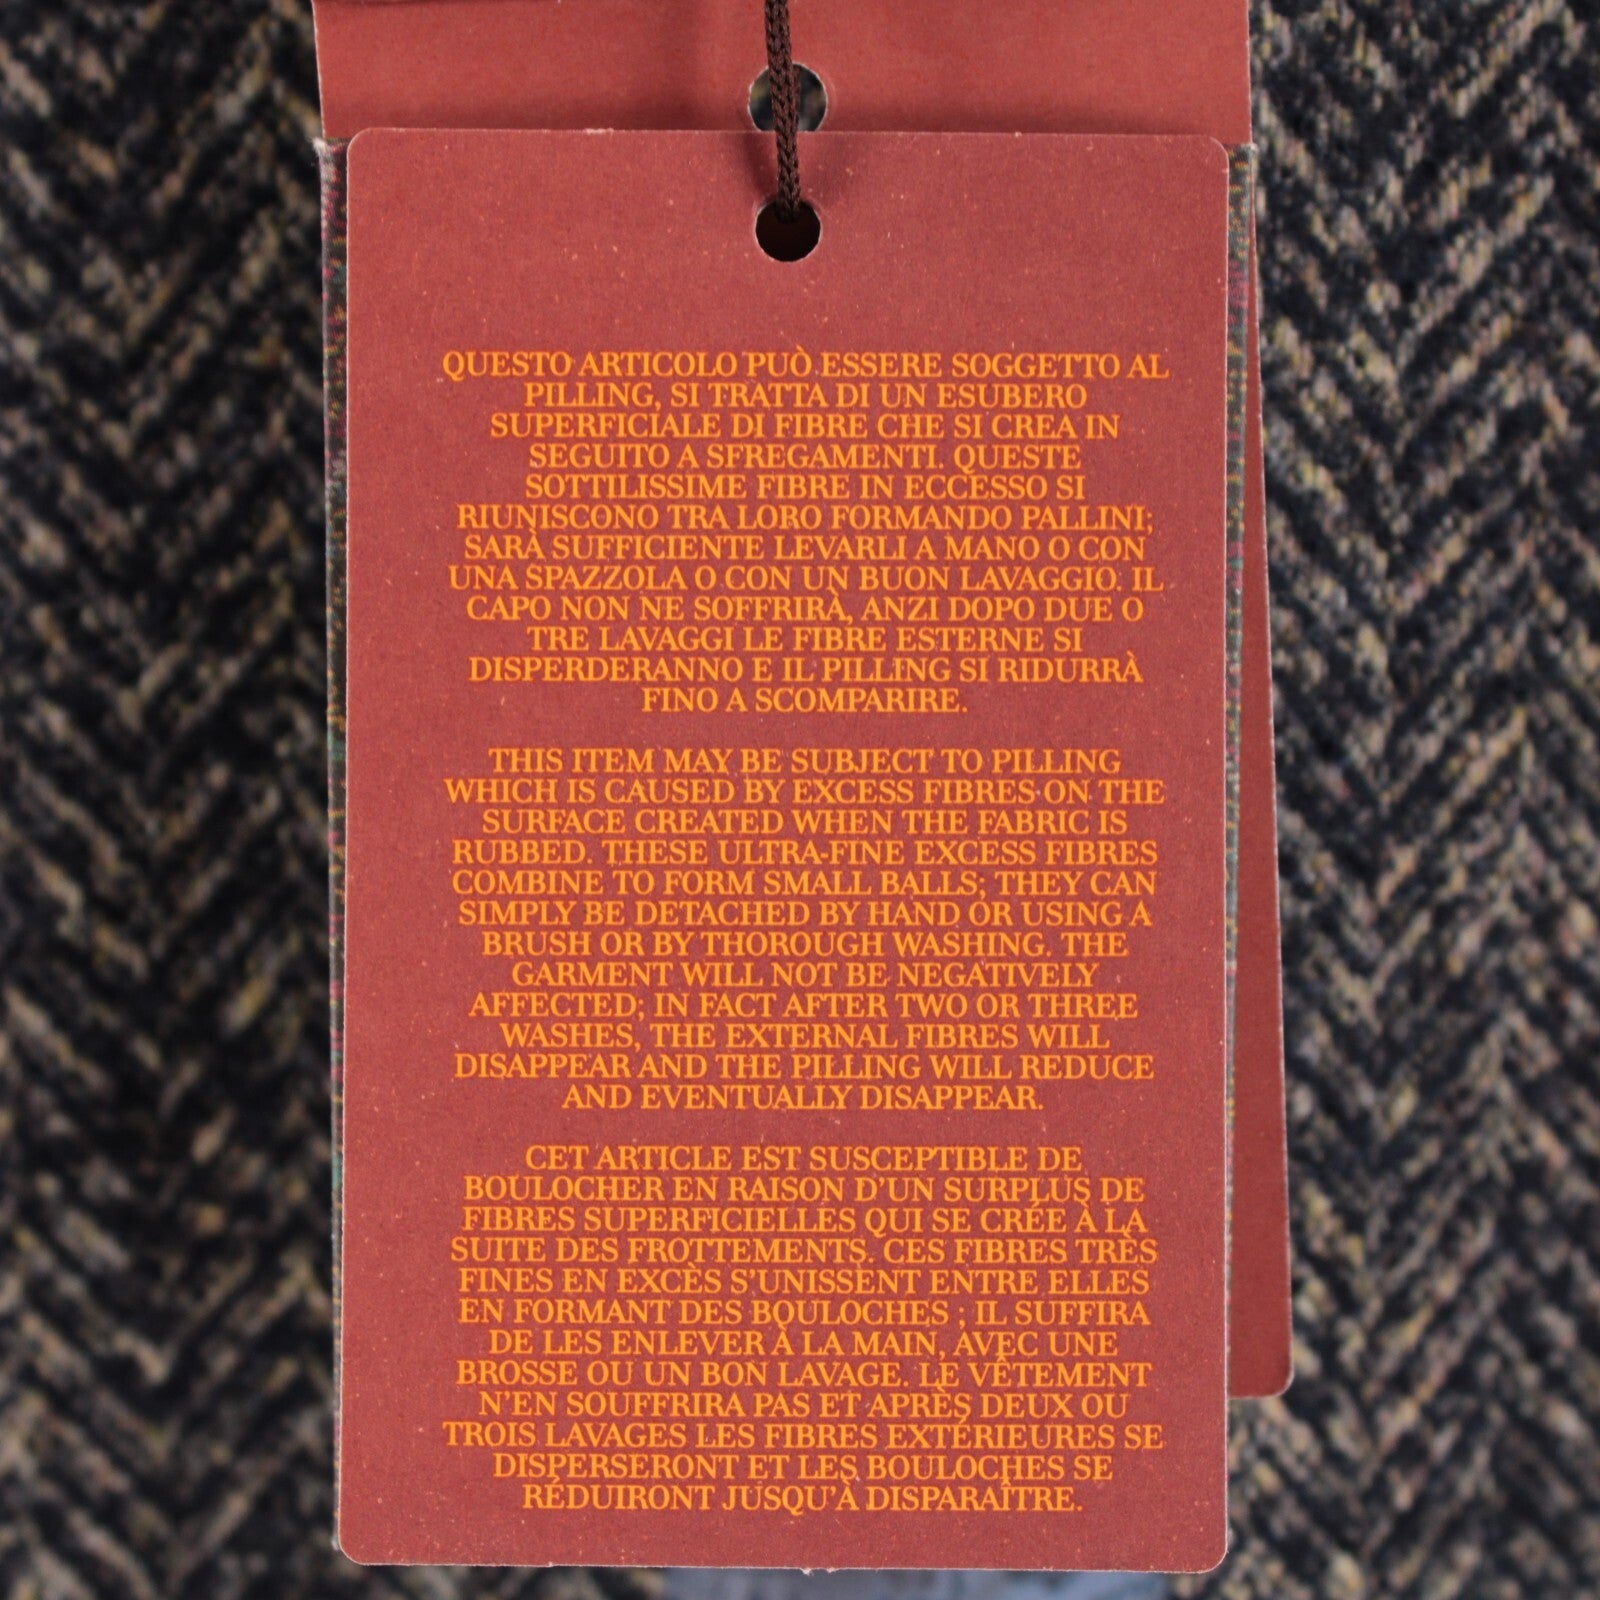 QUESTO ARTICOLO PUÒ ESSERE SOGGETTO AL
PILLING, SI TRATTA DI UN ESUBERO
SUPERFICIALE DI FIBRE CHE SI CREA IN
SEGUITO A SFREGAMENTI. QUESTE
SOTTILISSIME FIBRE IN ECCESSO SI
RIUNISCONO TRA LORO FORMANDO PALLINI;
SARÀ SUFFICIENTE LEVARLI A MANO O CON
UNA SPAZZOLA O CON UN BUON LAVAGGIO. IL
CAPO NON NE SOFFRIRÀ, ANZI DOPO DUE O
TRE LAVAGGI LE FIBRE ESTERNE SI
DISPERDERANNO E IL PILLING SI RIDURRÀ
FINO A SCOMPARIRE.
THIS ITEM MAY BE SUBJECT TO PILLING
WHICH IS CAUSED BY EXCESS FIBRES ON THE
SURFACE CREATED WHEN THE FABRIC IS
RUBBED. THESE ULTRA-FINE EXCESS FIBRES
COMBINE TO FORM SMALL BALLS; THEY CAN
SIMPLY BE DETACHED BY HAND OR USING A
BRUSH OR BY THOROUGH WASHING. THE
GARMENT WILL NOT BE NEGATIVELY
AFFECTED; IN FACT AFTER TWO OR THREE
WASHES, THE EXTERNAL FIBRES WILL
DISAPPEAR AND THE PILLING WILL REDUCE
AND EVENTUALLY DISAPPEAR.
CET ARTICLE EST SUSCEPTIBLE DE
BOULOCHER EN RAISON D'UN SURPLUS DE
FIBRES SUPERFICIELLES QUI SE CRÉE À LA
SUITE DES FROTTEMENTS. CES FIBRES TRÈS
FINES EN EXCÈS S'UNISSENT ENTRE ELLES
EN FORMANT DES BOULOCHES ; IL SUFFIRA
DE LES ENLEVER À LA MAIN, AVEC UNE
BROSSE OU UN BON LAVAGE. LE VÊTEMENT
N'EN SOUFFRIRA PAS ET APRÈS DEUX OU
TROIS LAVAGES LES FIBRES EXTÉRIEURES SE
DISPERSERONT ET LES BOULOCHES SE
RÉDUIRONT JUSQU'À DISPARAÎTRE.